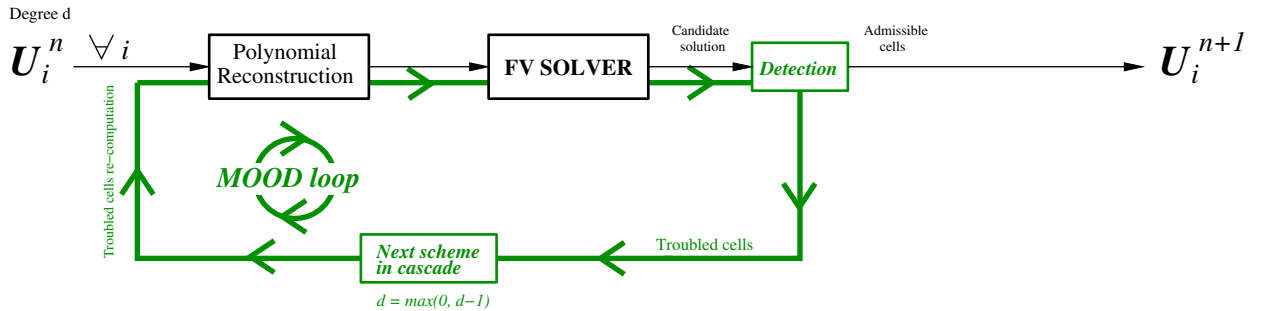 Degree d
U_i^n ∀ i
Polynomial
Reconstruction
FV SOLVER
Candidate
solution
Detection
Admissible
cells
U_i^{n+1}
Troubled cells re−computation
MOOD loop
Next scheme
in cascade
Troubled cells
d = max(0, d−1)